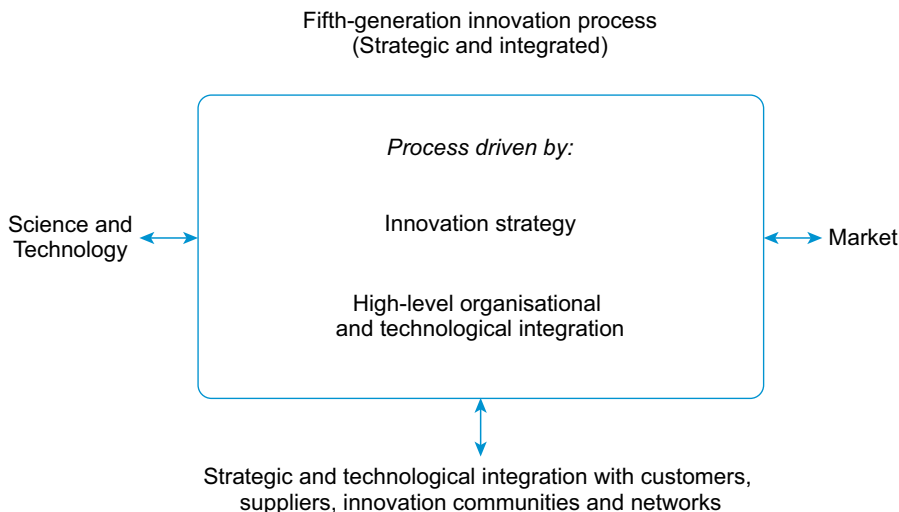 Fifth-generation innovation process
(Strategic and integrated)
Process driven by:
Science and
Technology
Innovation strategy
Market
High-level organisational
and technological integration
Strategic and technological integration with customers,
suppliers, innovation communities and networks